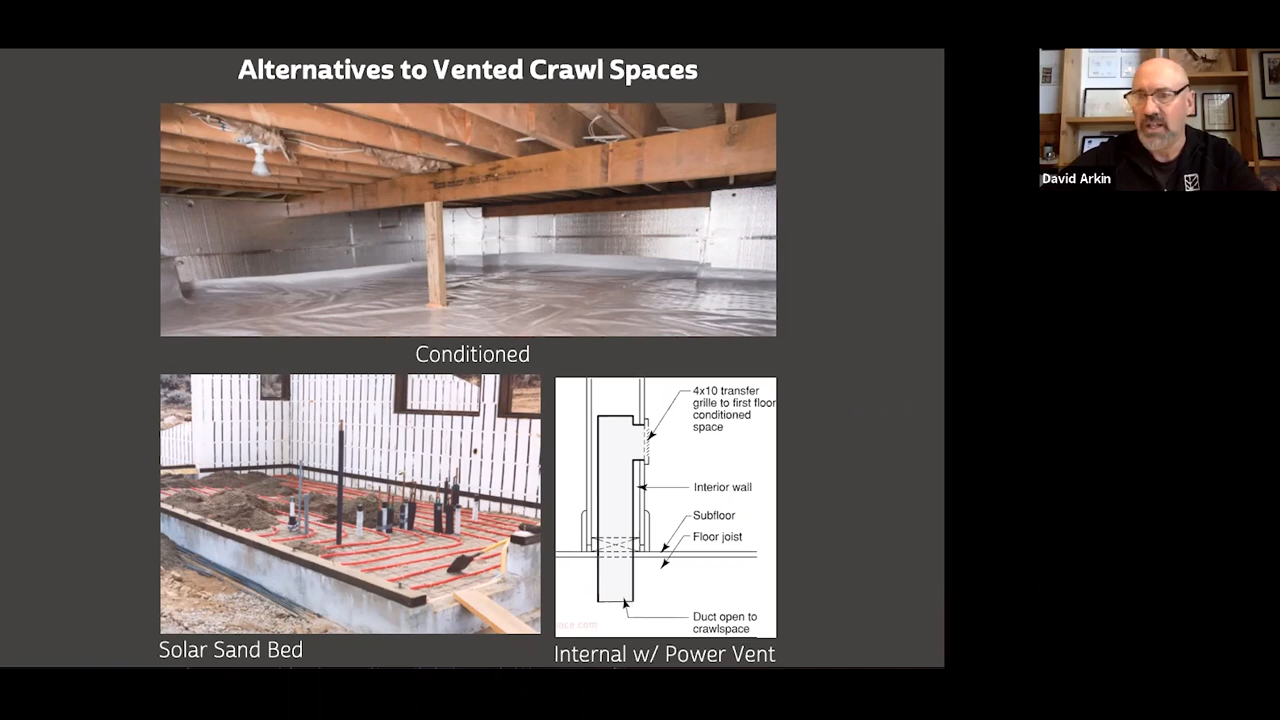 Alternatives to Vented Crawl Spaces
David Arkin
Conditioned
4x10 transfer
grille to first floor
conditioned
space
Interior wall
Subfloor
Floor joist
Duct open to
crawlspace
Solar Sand Bed
Internal w/ Power Vent